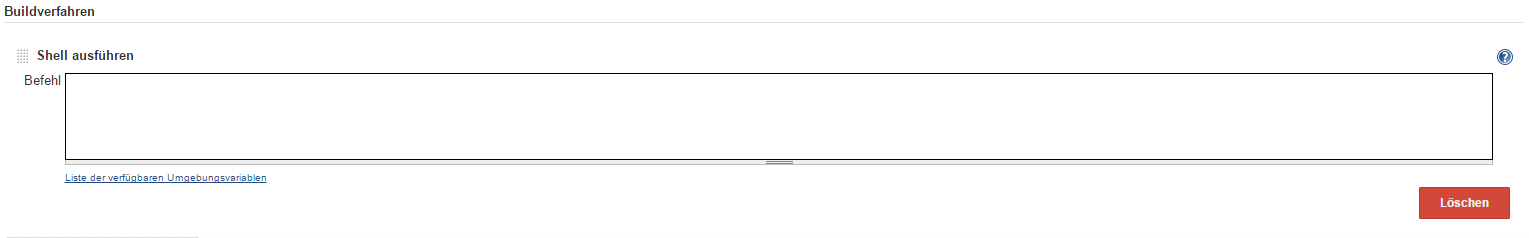 Buildverfahren
Shell ausführen
Befehl
Liste der verfügbaren Umgebungsvariablen
Löschen